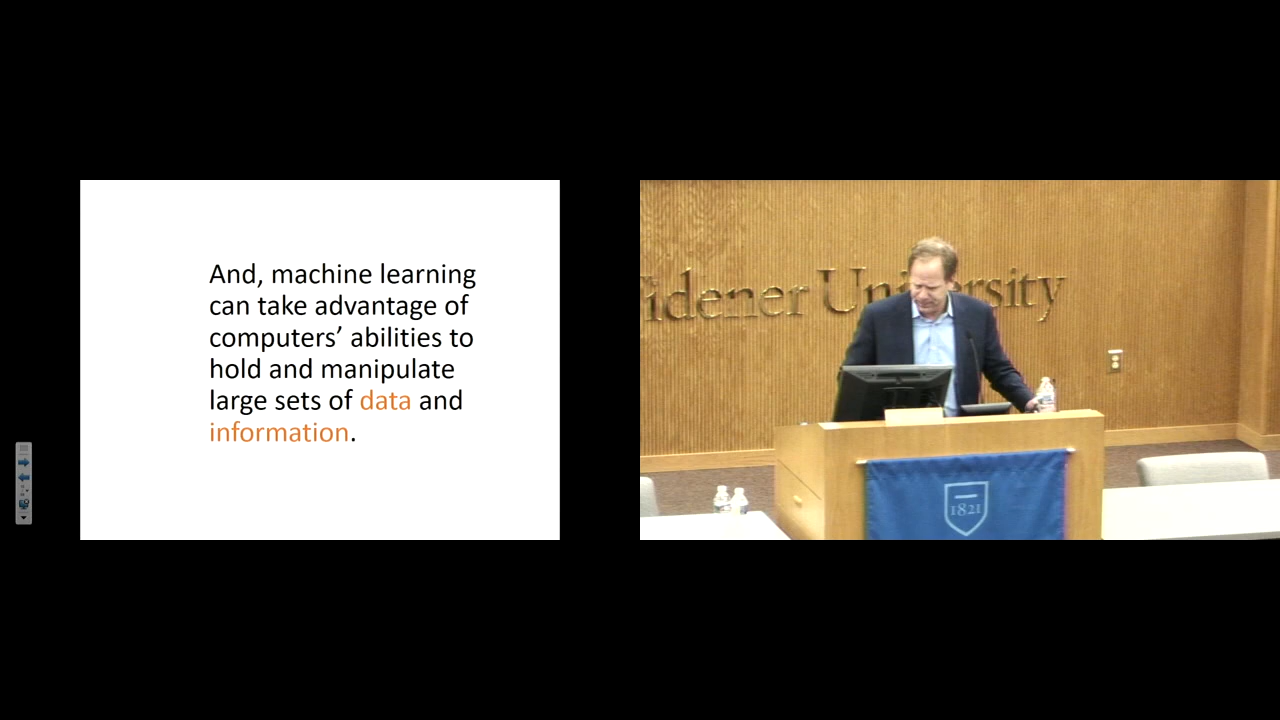 And, machine learning
can take advantage of
computers’ abilities to
hold and manipulate
large sets of data and
information.
idener University
1821